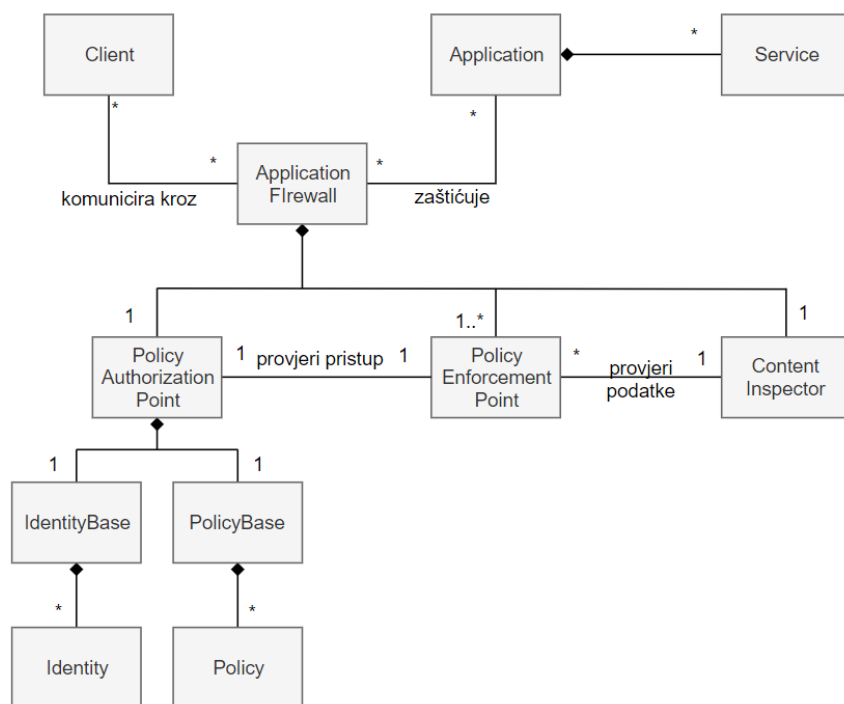 Client
Application
*
Service
*
*
*
Application
FIrewall
*
komunicira kroz
zaštićuje
1
1..*
1
Policy
Authorization
Point
1
provjeri pristup
1
Policy
Enforcement
Point
*
provjeri
podatke
1
Content
Inspector
1
1
IdentityBase
PolicyBase
*
*
Identity
Policy